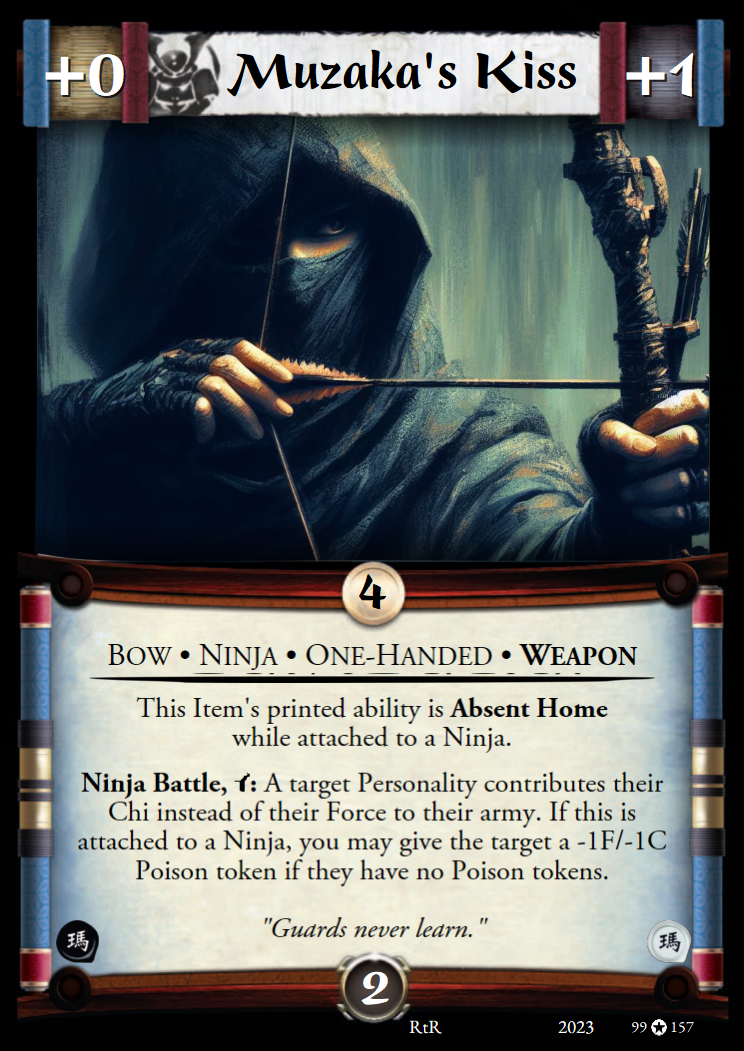 +0 Muzaka's Kiss +1
4
Bow • Ninja • One-Handed • Weapon
This Item's printed ability is Absent Home
while attached to a Ninja.
Ninja Battle, : A target Personality contributes their
Chi instead of their Force to their army. If this is
attached to a Ninja, you may give the target a -1F/-1C
Poison token if they have no Poison tokens.
"Guards never learn."
瑪 瑪
2
RtR 2023 99 157